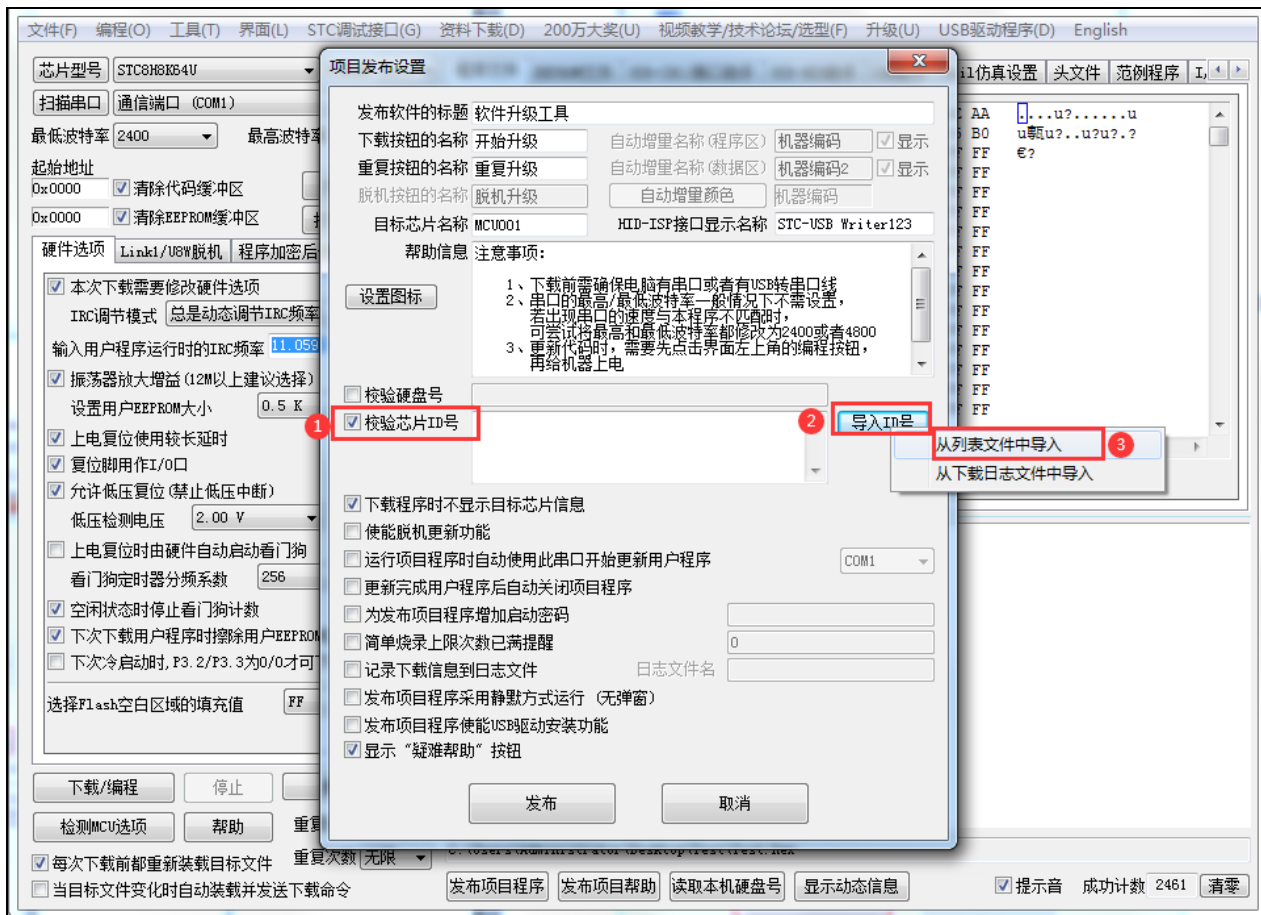 文件(F) 编程(O) 工具(T) 界面(L) STC调试接口(G) 资料下载(D) 200万大奖(U) 视频教学/技术论坛/选型(F) 升级(U) USB驱动程序(D) English
芯片型号 STC8H8K64U
扫描串口 通信端口 (COM1)
最低波特率 2400 最高波特率
起始地址
0x0000 清除代码缓冲区
0x0000 清除EEPROM缓冲区
硬件选项 Link1/U8W脱机 程序加密后
本次下载需要修改硬件选项
IRC调节模式 总是动态调节IRC频率
输入用户程序运行时的IRC频率 11.059
振荡器放大增益(12M以上建议选择)
设置用户EEPROM大小 0.5 K
上电复位使用较长延时
复位脚用作I/O口
允许低压复位(禁止低压中断)
低压检测电压 2.00 V
上电复位时由硬件自动启动看门狗
看门狗定时器分频系数 256
空闲状态时停止看门狗计数
下次下载用户程序时擦除用户EEPROM
下次冷启动时,P3.2/P3.3为0/0才可
选择Flash空白区域的填充值 FF
下载/编程 停止
检测MCU选项 帮助
每次下载前都重新装载目标文件 重复次数 无限
当目标文件变化时自动装载并发送下载命令
项目发布设置
发布软件的标题 软件升级工具
下载按钮的名称 开始升级 自动增量名称(程序区) 机器编码 显示
重复按钮的名称 重复升级 自动增量名称(数据区) 机器编码2 显示
脱机按钮的名称 脱机升级 自动增量颜色 机器编码
目标芯片名称 MCU001 HID-ISP接口显示名称 STC-USB Writer123
帮助信息 注意事项:
设置图标
1、下载前需确保电脑有串口或者有USB转串口线
2、串口的最高/最低波特率一般情况下不需设置,
若出现串口的速度与本程序不匹配时,
可尝试将最高和最低波特率都修改为2400或者4800
3、更新代码时,需要先点击界面左上角的编程按钮,
再给机器上电
校验硬盘号
1 校验芯片ID号 2 导入ID号
从列表文件中导入 3
从下载日志文件中导入
下载程序时不显示目标芯片信息
使能脱机更新功能
运行项目程序时自动使用此串口开始更新用户程序 COM1
更新完成用户程序后自动关闭项目程序
为发布项目程序增加启动密码
简单烧录上限次数已满提醒 0
记录下载信息到日志文件 日志文件名
发布项目程序采用静默方式运行 (无弹窗)
发布项目程序使能USB驱动安装功能
显示“疑难帮助”按钮
发布 取消
il仿真设置 头文件 范例程序 I,
AA ....u?......u
B0 u甀u?..u?u?.?
FF €?
FF
FF
FF
FF
FF
FF
FF
FF
FF
FF
FF
FF
FF
发布项目程序 发布项目帮助 读取本机硬盘号 显示动态信息 提示音 成功计数 2461 清零